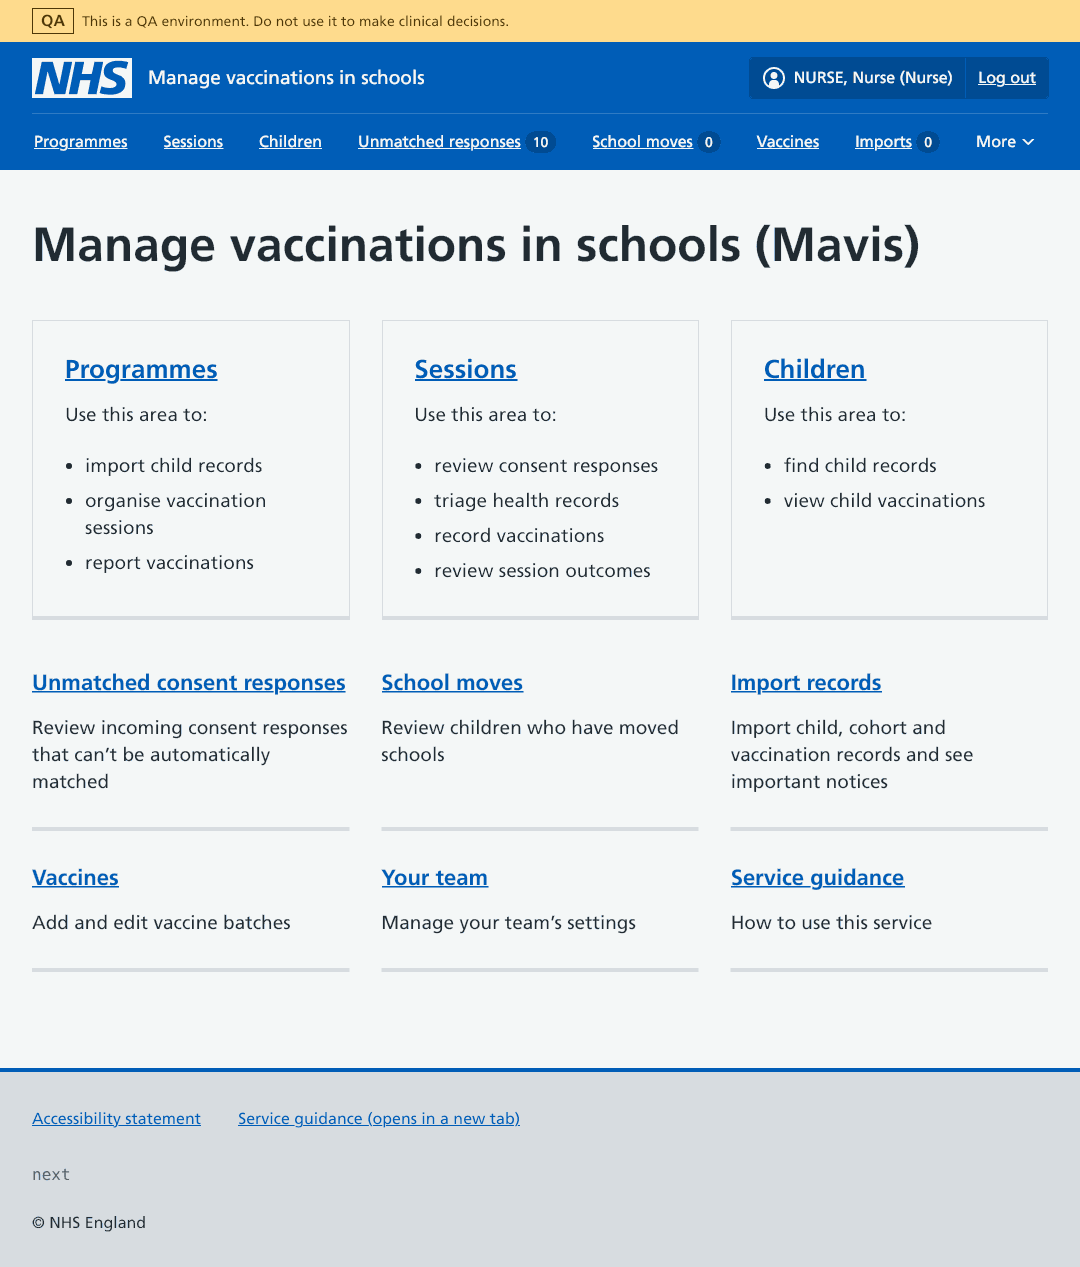 QA This is a QA environment. Do not use it to make clinical decisions.
NHS Manage vaccinations in schools NURSE, Nurse (Nurse) Log out
Programmes Sessions Children Unmatched responses 10 School moves 0 Vaccines Imports 0 More
Manage vaccinations in schools (Mavis)
Programmes
Use this area to:
• import child records
• organise vaccination
sessions
• report vaccinations
Sessions
Use this area to:
• review consent responses
• triage health records
• record vaccinations
• review session outcomes
Children
Use this area to:
• find child records
• view child vaccinations
Unmatched consent responses
Review incoming consent responses
that can’t be automatically
matched
School moves
Review children who have moved
schools
Import records
Import child, cohort and
vaccination records and see
important notices
Vaccines
Add and edit vaccine batches
Your team
Manage your team’s settings
Service guidance
How to use this service
Accessibility statement Service guidance (opens in a new tab)
next
© NHS England